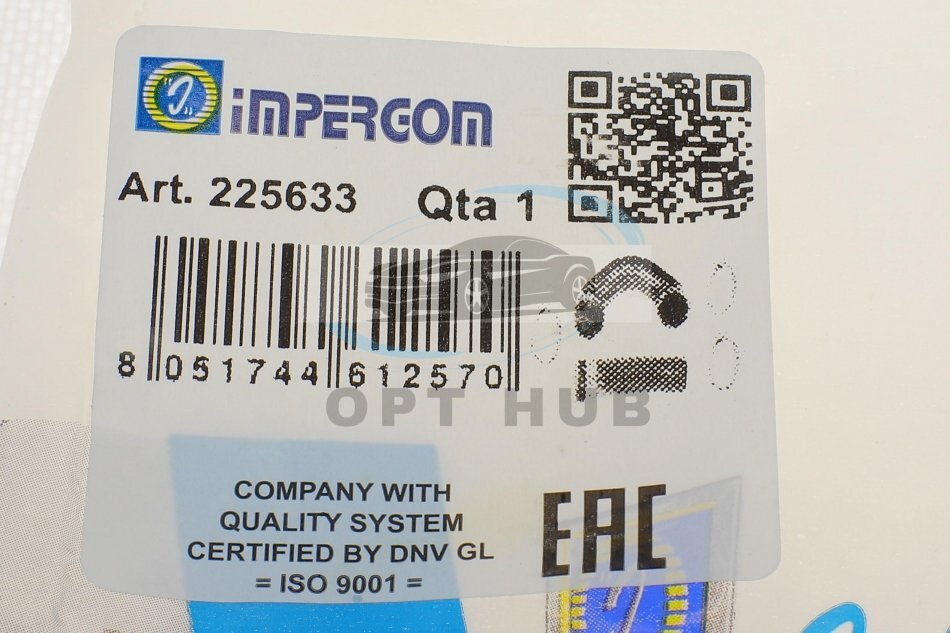 iMPERGOM
Art. 225633 Qta 1
8 051744 612570
OPT HUB
COMPANY WITH
QUALITY SYSTEM
CERTIFIED BY DNV GL
= ISO 9001 =
EAC